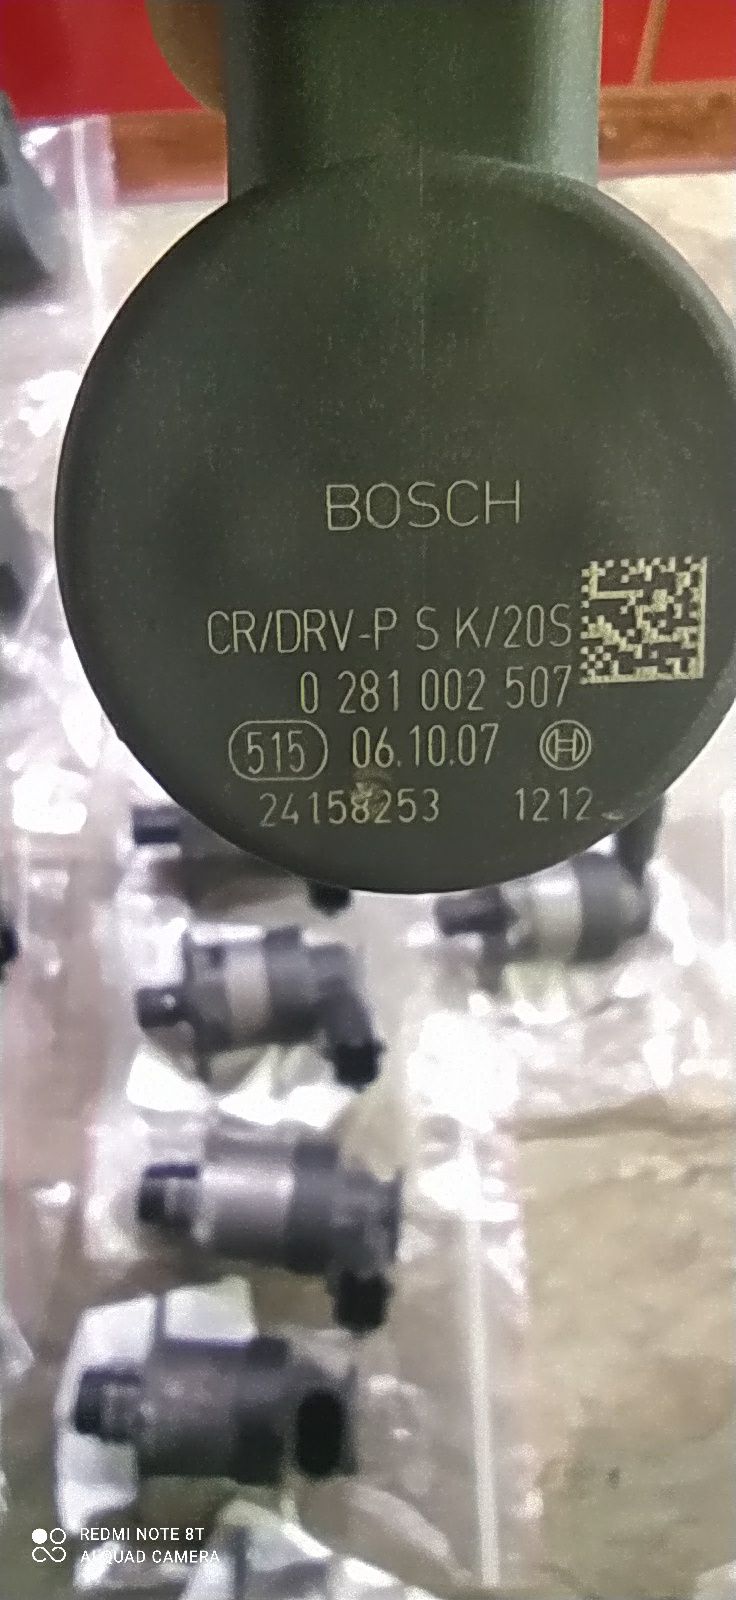 BOSCH
CR/DRV-P S K/20S
0 281 002 507
515 06.10.07
24158253 1212
REDMI NOTE 8T
AI QUAD CAMERA